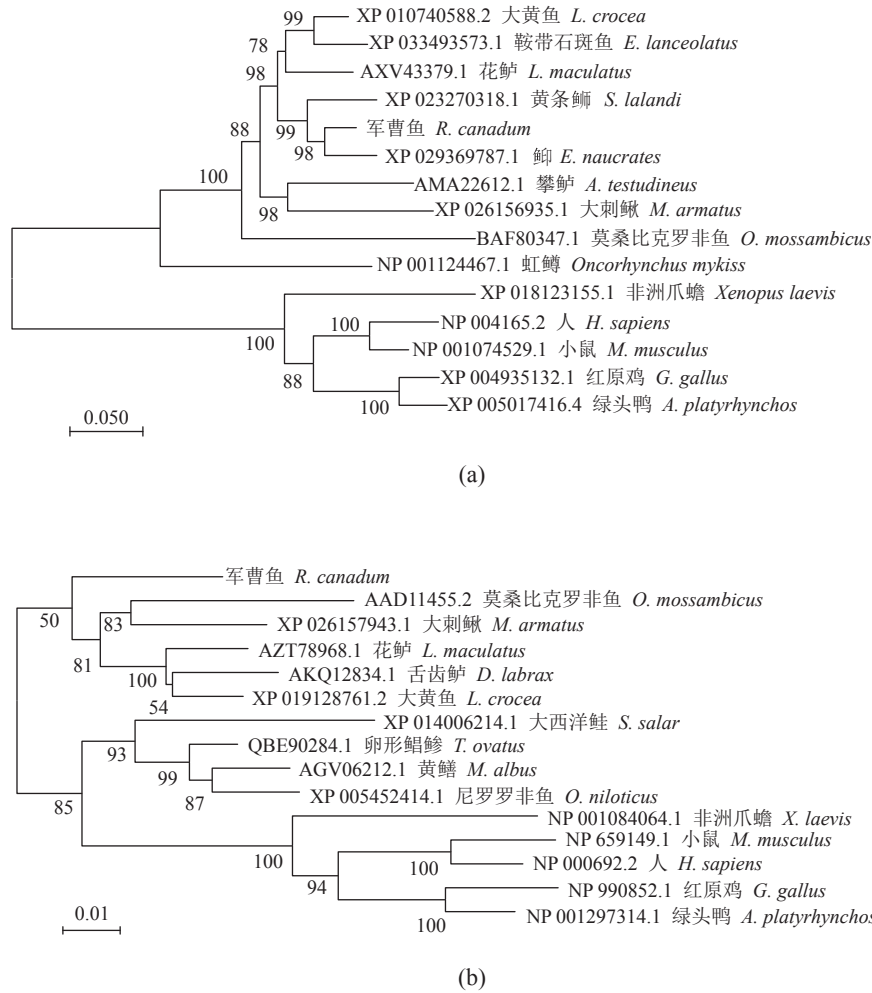 99
XP 010740588.2 大黄鱼 L. crocea
78
XP 033493573.1 鞍带石斑鱼 E. lanceolatus
98
AXV43379.1 花鲈 L. maculatus
XP 023270318.1 黄条鰤 S. lalandi
88
99
军曹鱼 R. canadum
98
XP 029369787.1 䲟 E. naucrates
100
AMA22612.1 攀鲈 A. testudineus
98
XP 026156935.1 大刺鳅 M. armatus
BAF80347.1 莫桑比克罗非鱼 O. mossambicus
NP 001124467.1 虹鳟 Oncorhynchus mykiss
XP 018123155.1 非洲爪蟾 Xenopus laevis
100
100
NP 004165.2 人 H. sapiens
NP 001074529.1 小鼠 M. musculus
88
XP 004935132.1 红原鸡 G. gallus
100
XP 005017416.4 绿头鸭 A. platyrhynchos
0.050
(a)
军曹鱼 R. canadum
50
83
AAD11455.2 莫桑比克罗非鱼 O. mossambicus
XP 026157943.1 大刺鳅 M. armatus
81
AZT78968.1 花鲈 L. maculatus
100
AKQ12834.1 舌齿鲈 D. labrax
54
XP 019128761.2 大黄鱼 L. crocea
XP 014006214.1 大西洋鲑 S. salar
93
QBE90284.1 卵形鲳鲹 T. ovatus
99
AGV06212.1 黄鳝 M. albus
85
87
XP 005452414.1 尼罗罗非鱼 O. niloticus
NP 001084064.1 非洲爪蟾 X. laevis
100
NP 659149.1 小鼠 M. musculus
100
NP 000692.2 人 H. sapiens
94
NP 990852.1 红原鸡 G. gallus
100
NP 001297314.1 绿头鸭 A. platyrhynchos
0.01
(b)